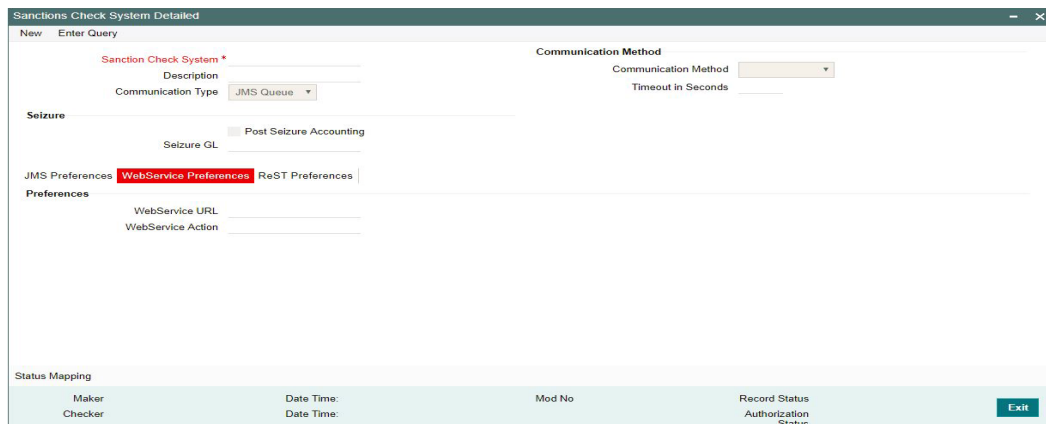 Sanctions Check System Detailed
New Enter Query
Sanction Check System *
Description
Communication Type JMS Queue
Communication Method
Communication Method
Timeout in Seconds
Seizure
Post Seizure Accounting
Seizure GL
JMS Preferences WebService Preferences ReST Preferences
Preferences
WebService URL
WebService Action
Status Mapping
Maker Date Time: Mod No Record Status
Checker Date Time: Authorization
Status
Exit